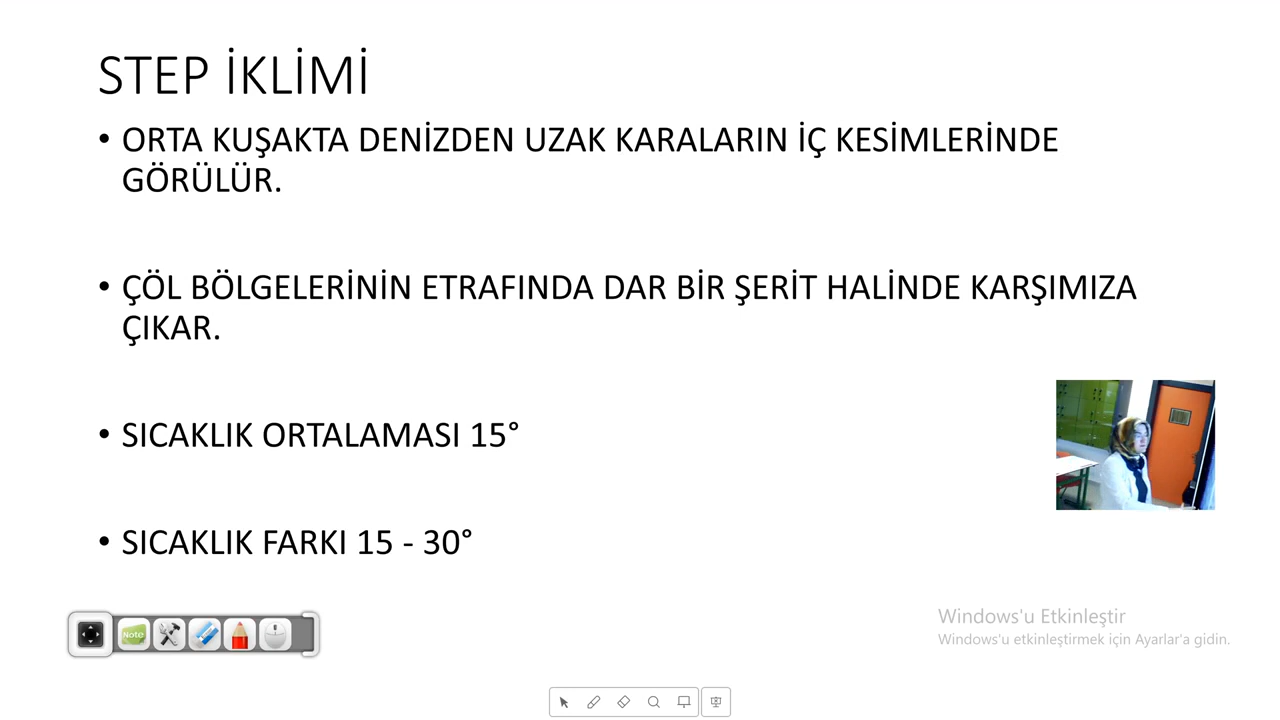 STEP İKLİMİ
• ORTA KUŞAKTA DENİZDEN UZAK KARALARIN İÇ KESİMLERİNDE
GÖRÜLÜR.
• ÇÖL BÖLGELERİNİN ETRAFINDA DAR BİR ŞERİT HALİNDE KARŞIMIZA
ÇIKAR.
• SICAKLIK ORTALAMASI 15°
• SICAKLIK FARKI 15 - 30°
Note
Windows'u Etkinleştir
Windows'u etkinleştirmek için Ayarlar'a gidin.